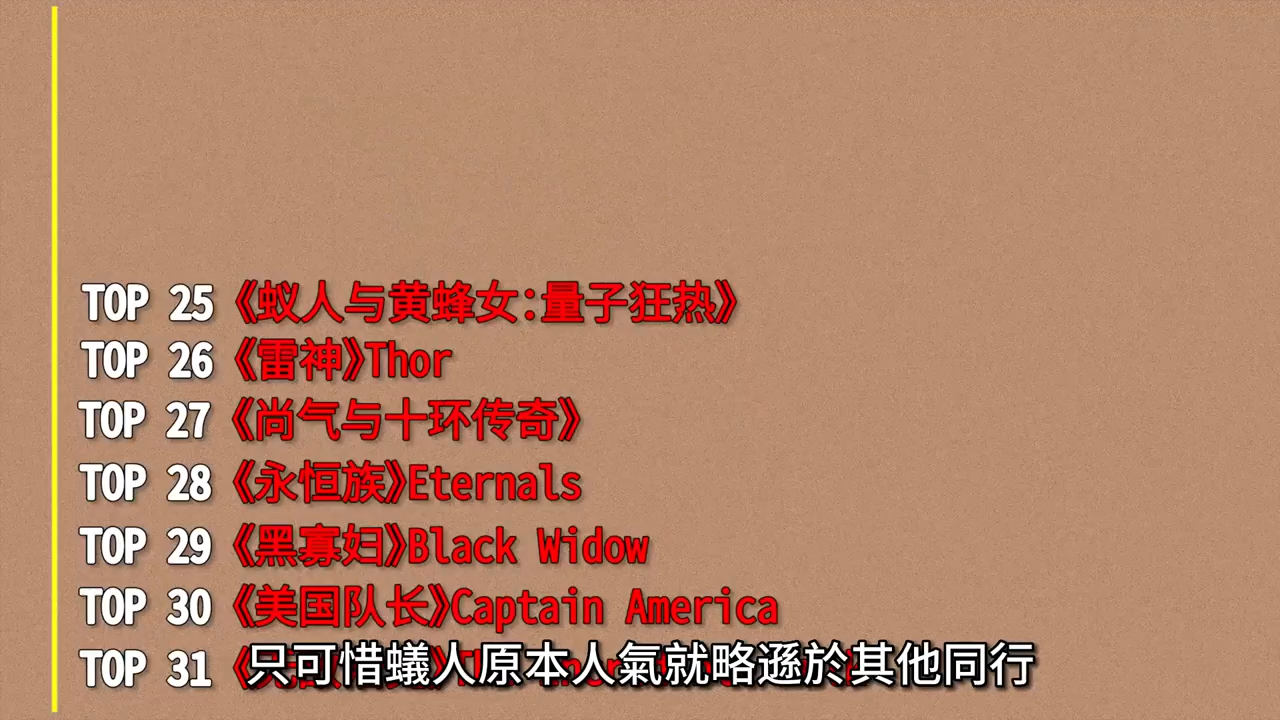 TOP 25《蚁人与黄蜂女:量子狂热》
TOP 26《雷神》Thor
TOP 27《尚气与十环传奇》
TOP 28《永恒族》Eternals
TOP 29《黑寡妇》Black Widow
TOP 30《美国队长》Captain America
TOP 31
只可惜蟻人原本人氣就略遜於其他同行